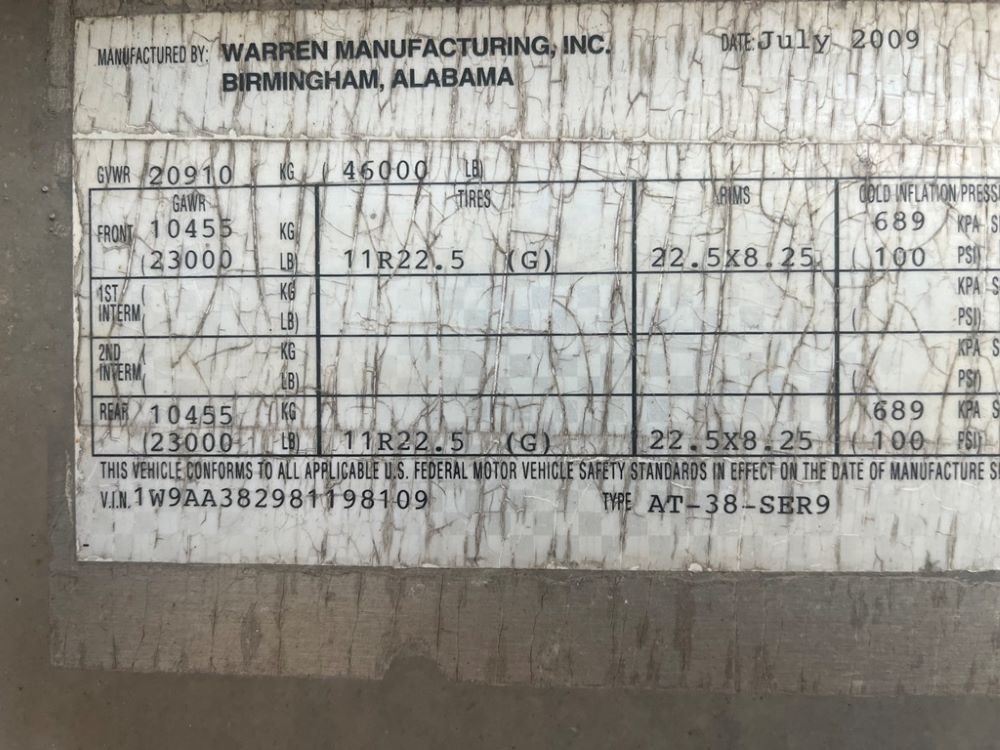 MANUFACTURED BY: WARREN MANUFACTURING, INC. DATE: July 2009
BIRMINGHAM, ALABAMA
GVWR 20910 KG ( 46000 LB)
GAWR TIRES RIMS COLD INFLATION PRESS
FRONT 10455 KG 689 KPA S
(23000 LB) 11R22.5 (G) 22.5X8.25 ( 100 PSI)
1ST ( KG KPA S
INTERM ( LB) ( PSI)
2ND ( KG KPA S
INTERM ( LB) ( PSI)
REAR 10455 KG 689 KPA S
(23000 LB) 11R22.5 (G) 22.5X8.25 ( 100 PSI)
THIS VEHICLE CONFORMS TO ALL APPLICABLE U.S. FEDERAL MOTOR VEHICLE SAFETY STANDARDS IN EFFECT ON THE DATE OF MANUFACTURE S
V.I.N. 1W9AA382981198109 TYPE AT-38-SER9